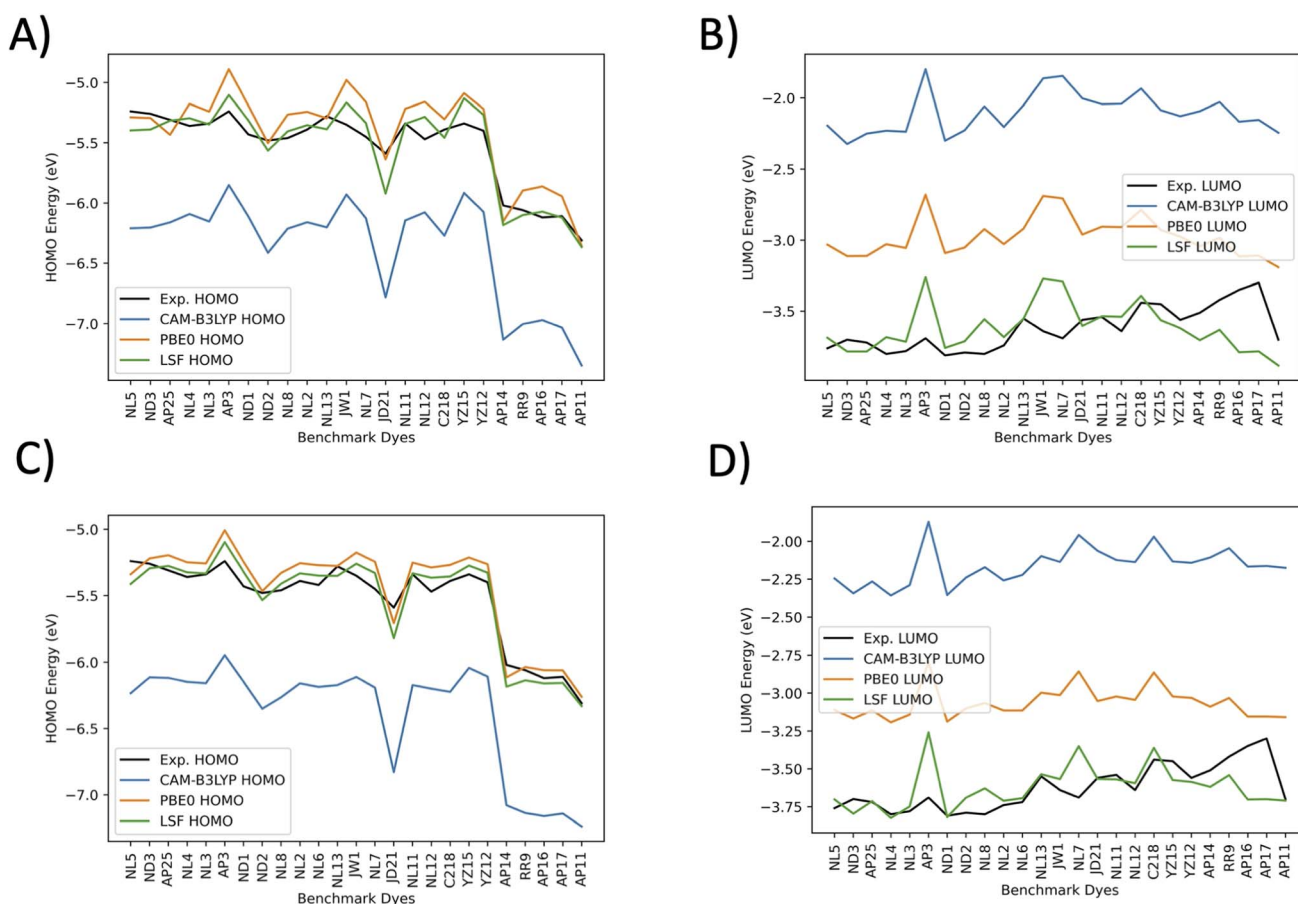 A)
HOMO Energy (eV)
−5.0
−5.5
−6.0
−6.5
−7.0
Exp. HOMO
CAM-B3LYP HOMO
PBE0 HOMO
LSF HOMO
NL5
ND3
AP25
NL4
NL3
AP3
ND1
ND2
NL8
NL2
NL13
JW1
NL7
JD21
NL11
NL12
C218
YZ15
YZ12
AP14
RR9
AP16
AP17
AP11
Benchmark Dyes
B)
LUMO Energy (eV)
−2.0
−2.5
−3.0
−3.5
Exp. LUMO
CAM-B3LYP LUMO
PBE0 LUMO
LSF LUMO
NL5
ND3
AP25
NL4
NL3
AP3
ND1
ND2
NL8
NL2
NL13
JW1
NL7
JD21
NL11
NL12
C218
YZ15
YZ12
AP14
RR9
AP16
AP17
AP11
Benchmark Dyes
C)
HOMO Energy (eV)
−5.0
−5.5
−6.0
−6.5
−7.0
Exp. HOMO
CAM-B3LYP HOMO
PBE0 HOMO
LSF HOMO
NL5
ND3
AP25
NL4
NL3
AP3
ND1
ND2
NL8
NL2
NL6
NL13
JW1
NL7
JD21
NL11
NL12
C218
YZ15
YZ12
AP14
RR9
AP16
AP17
AP11
Benchmark Dyes
D)
LUMO Energy (eV)
−2.00
−2.25
−2.50
−2.75
−3.00
−3.25
−3.50
−3.75
Exp. LUMO
CAM-B3LYP LUMO
PBE0 LUMO
LSF LUMO
NL5
ND3
AP25
NL4
NL3
AP3
ND1
ND2
NL8
NL2
NL6
NL13
JW1
NL7
JD21
NL11
NL12
C218
YZ15
YZ12
AP14
RR9
AP16
AP17
AP11
Benchmark Dyes